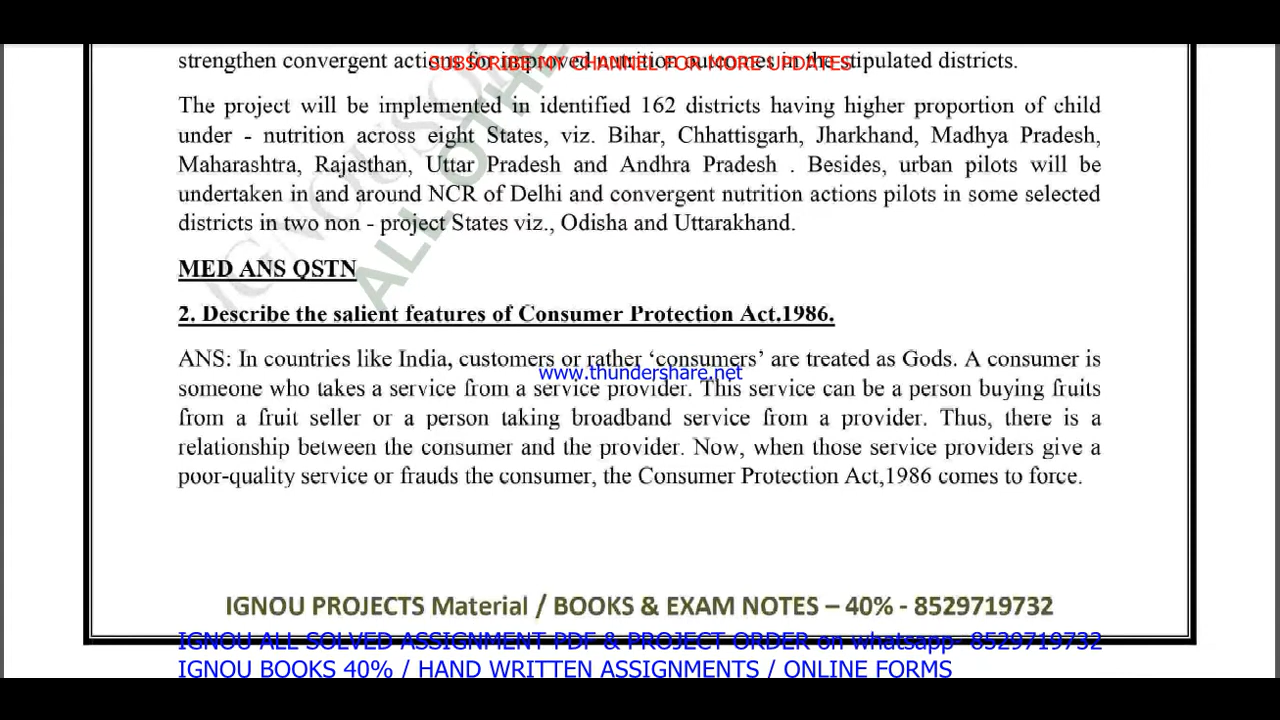 strengthen convergent actions for improved nutrition outcomes in the stipulated districts.
SUBSCRIBE MY CHANNEL FOR MORE UPDATES
The project will be implemented in identified 162 districts having higher proportion of child
under - nutrition across eight States, viz. Bihar, Chhattisgarh, Jharkhand, Madhya Pradesh,
Maharashtra, Rajasthan, Uttar Pradesh and Andhra Pradesh . Besides, urban pilots will be
undertaken in and around NCR of Delhi and convergent nutrition actions pilots in some selected
districts in two non - project States viz., Odisha and Uttarakhand.
MED ANS QSTN
2. Describe the salient features of Consumer Protection Act.1986.
ANS: In countries like India, customers or rather ‘consumers’ are treated as Gods. A consumer is
www.thundershare.net
someone who takes a service from a service provider. This service can be a person buying fruits
from a fruit seller or a person taking broadband service from a provider. Thus, there is a
relationship between the consumer and the provider. Now, when those service providers give a
poor-quality service or frauds the consumer, the Consumer Protection Act,1986 comes to force.
ALL OTHE
IGNOU PROJECTS Material / BOOKS & EXAM NOTES – 40% - 8529719732
IGNOU ALL SOLVED ASSIGNMENT PDF & PROJECT ORDER on whatsapp- 8529719732
IGNOU BOOKS 40% / HAND WRITTEN ASSIGNMENTS / ONLINE FORMS